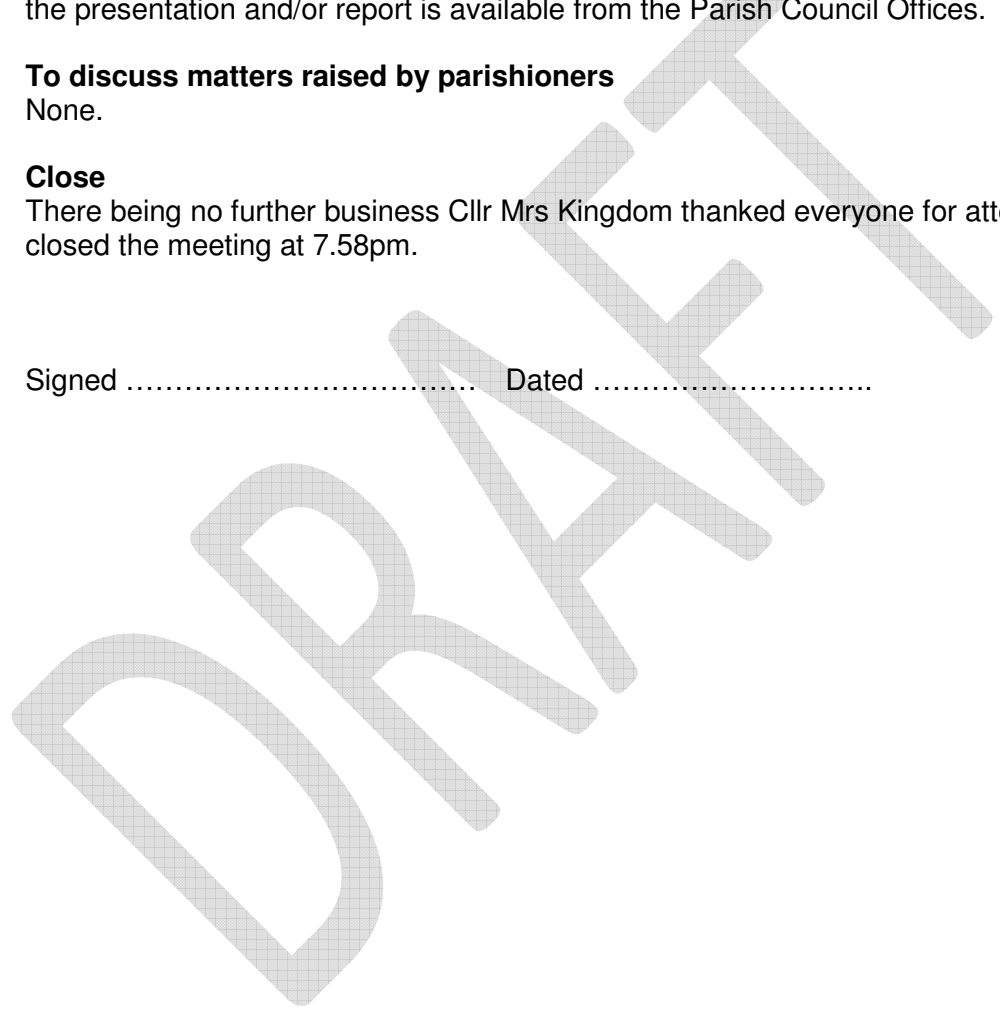 the presentation and/or report is available from the Parish Council Offices.
To discuss matters raised by parishioners
None.
Close
There being no further business Cllr Mrs Kingdom thanked everyone for
closed the meeting at 7.58pm.
Signed ………………………………. Dated ………………………..
DRAFT